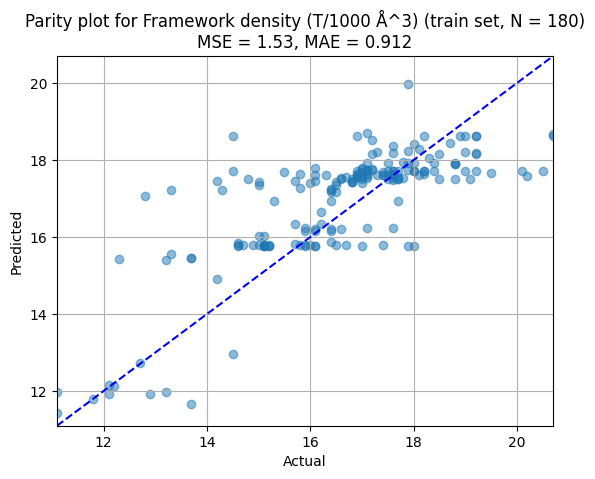 Parity plot for Framework density (T/1000 Å^3) (train set, N = 180)
MSE = 1.53, MAE = 0.912
20
18
16
14
12
Predicted
12
14
16
18
20
Actual